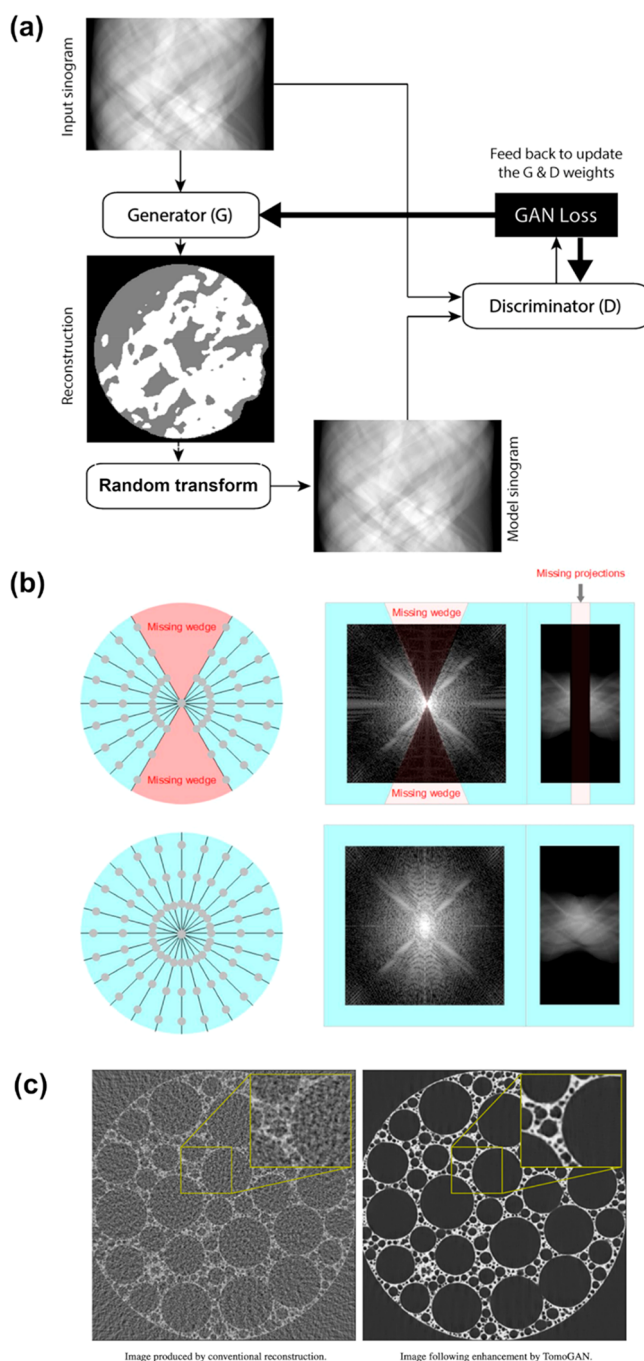 (a)
Input sinogram
Feed back to update
the G & D weights
Generator (G)
GAN Loss
Reconstruction
Discriminator (D)
Random transform
Model sinogram
(b)
Missing projections
Missing wedge
Missing wedge
Missing wedge
Missing wedge
(c)
Image produced by conventional reconstruction.
Image following enhancement by TomoGAN.